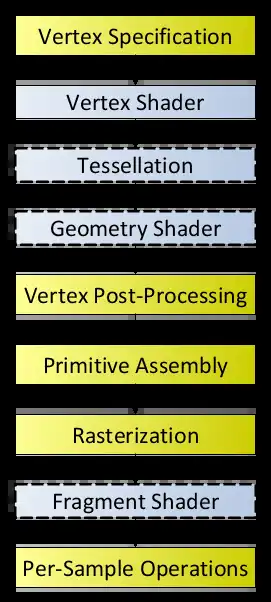 Vertex Specification
Vertex Shader
Tessellation
Geometry Shader
Vertex Post-Processing
Primitive Assembly
Rasterization
Fragment Shader
Per-Sample Operations